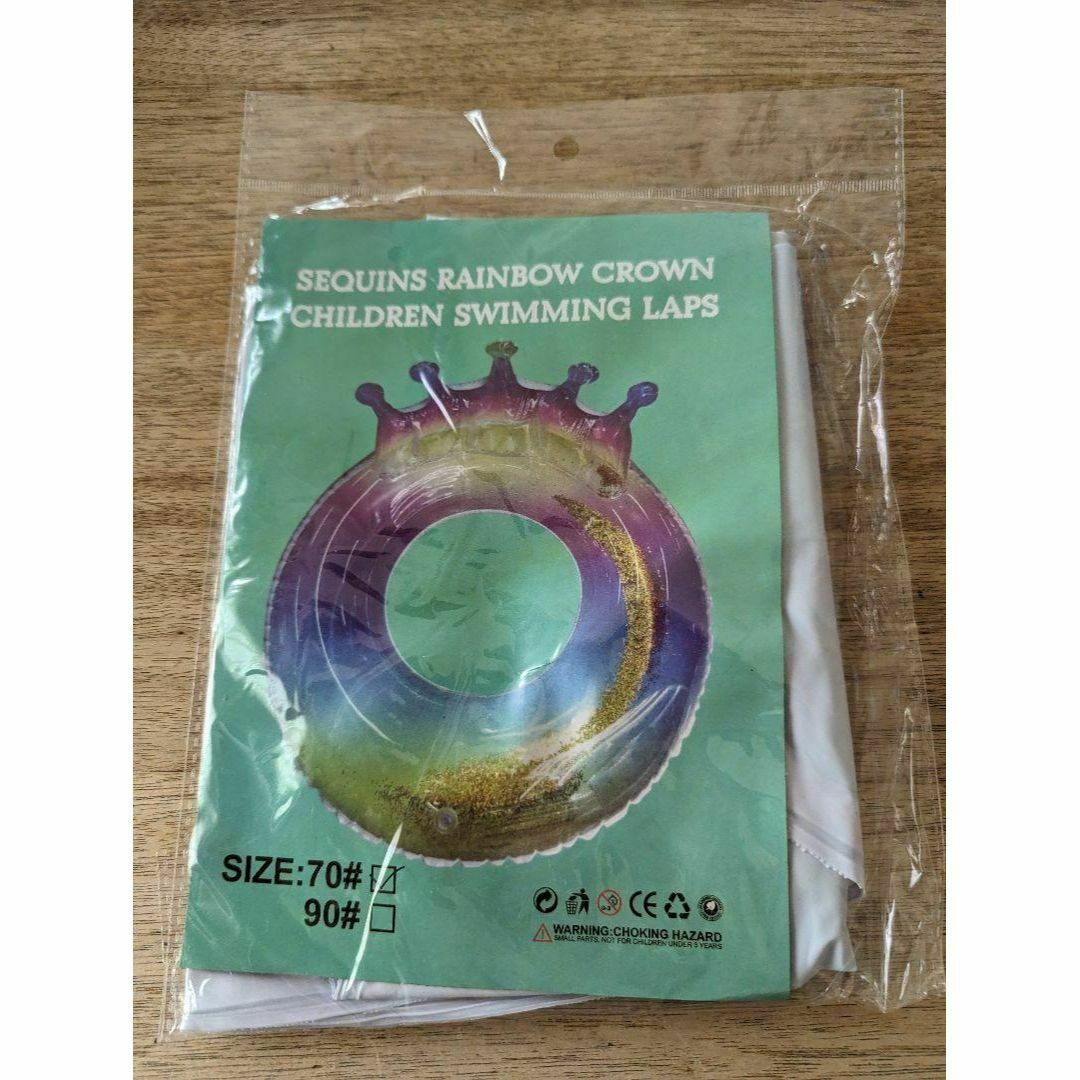 SEQUINS RAINBOW CROWN
CHILDREN SWIMMING LAPS
SIZE:70#
90#
CE
WARNING:CHOKING HAZARD
SMALL PARTS. NOT FOR CHILDREN UNDER 3 YEARS